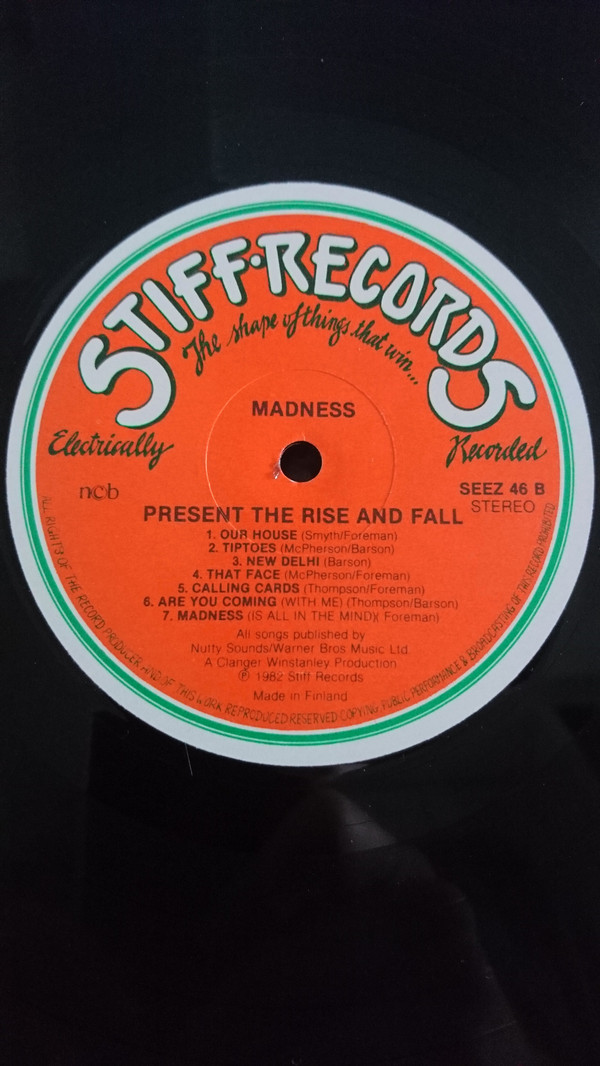 STIFF·RECORDS
The shape of things that win...
MADNESS
Electrically Recorded
ncb
SEEZ 46 B
STEREO
PRESENT THE RISE AND FALL
1. OUR HOUSE (Smyth/Foreman)
2. TIPTOES (McPherson/Barson)
3. NEW DELHI (Barson)
4. THAT FACE (McPherson/Foreman)
5. CALLING CARDS (Thompson/Foreman)
6. ARE YOU COMING (WITH ME) (Thompson/Barson)
7. MADNESS (IS ALL IN THE MIND)( Foreman)
All songs published by
Nutty Sounds/Warner Bros Music Ltd.
A Clanger Winstanley Production
℗ 1982 Stiff Records
Made in Finland
ALL RIGHTS OF THE RECORD PRODUCER AND OF THIS WORK REPRODUCED RESERVED COPYING, PUBLIC PERFORMANCE & BROADCASTING OF THIS RECORD PROHIBITED